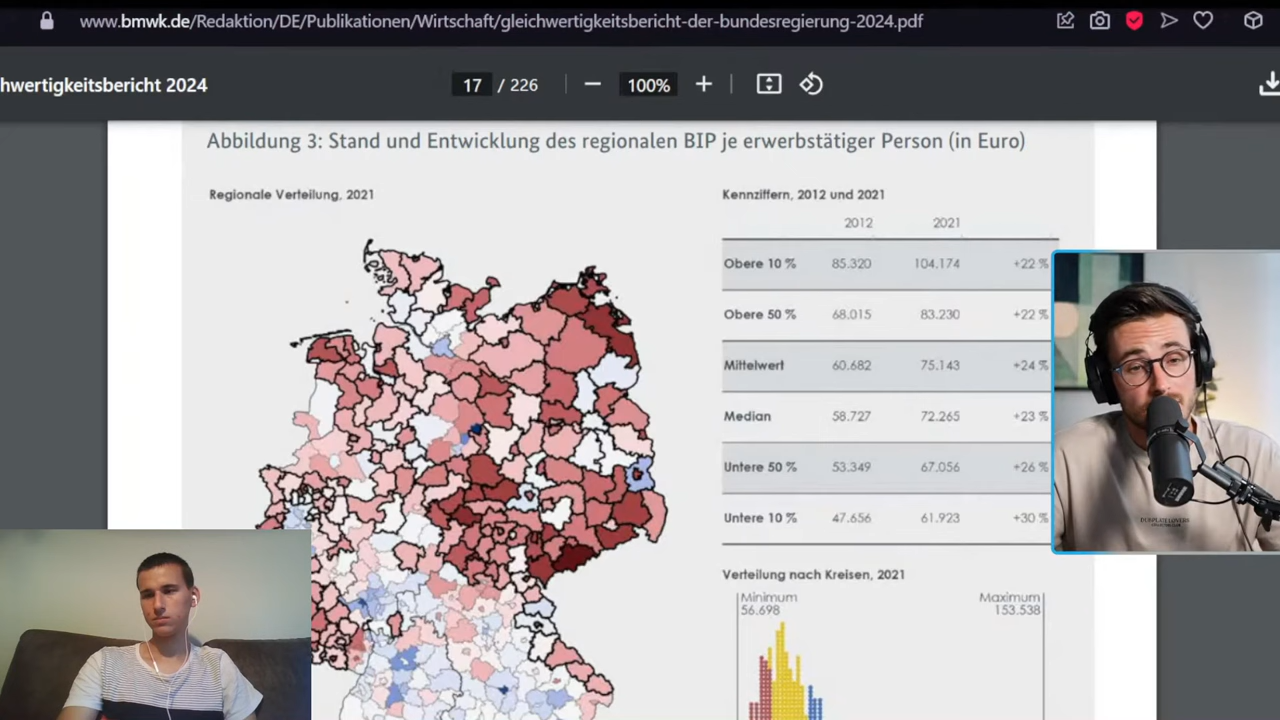 www.bmwk.de/Redaktion/DE/Publikationen/Wirtschaft/gleichwertigkeitsbericht-der-bundesregierung-2024.pdf
hwertigkeitsbericht 2024
17 / 226
100%
Abbildung 3: Stand und Entwicklung des regionalen BIP je erwerbstätiger Person (in Euro)
Regionale Verteilung, 2021
Kennziffern, 2012 und 2021
2012 2021
Obere 10 % 85.320 104.174 +22 %
Obere 50 % 68.015 83.230 +22 %
Mittelwert 60.682 75.143 +24 %
Median 58.727 72.265 +23 %
Untere 50 % 53.349 67.056 +26 %
Untere 10 % 47.656 61.923 +30 %
Verteilung nach Kreisen, 2021
Minimum Maximum
56.698 153.538